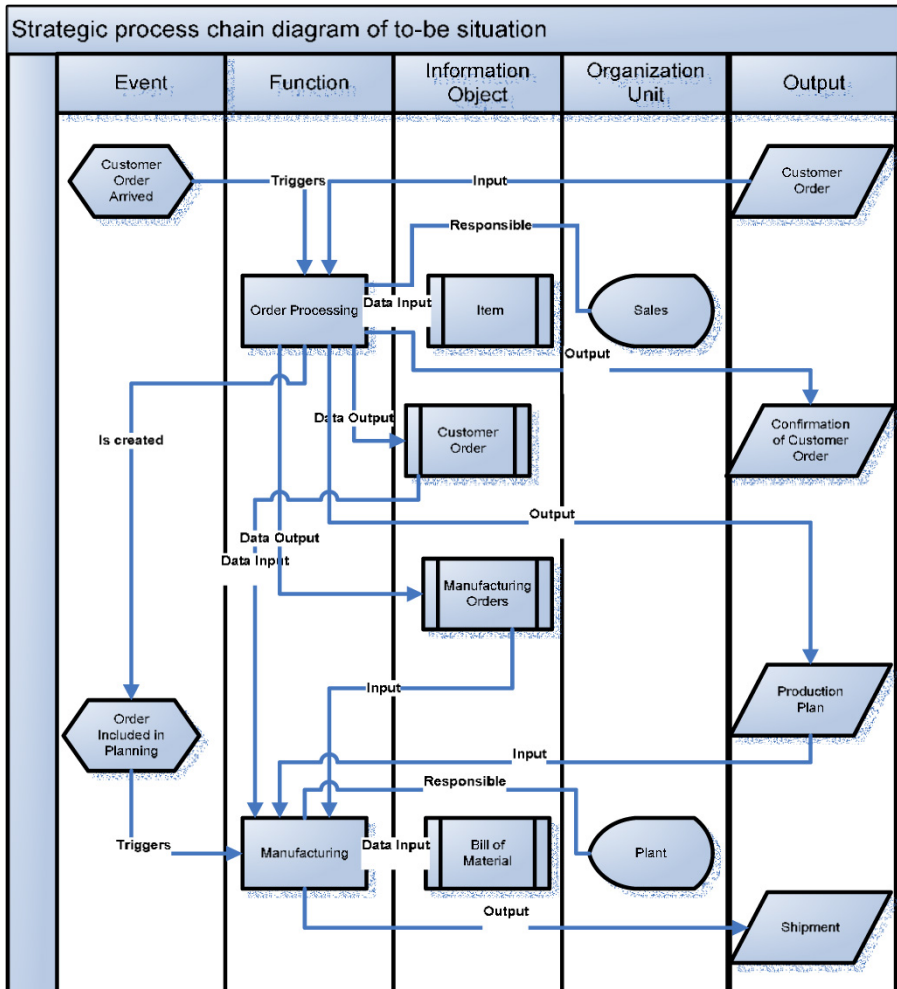 Strategic process chain diagram of to-be situation
Event
Function
Information
Object
Organization
Unit
Output
Customer
Order
Arrived
Triggers
Input
Customer
Order
Responsible
Order Processing
Data Input
Item
Sales
Output
Is created
Data Output
Customer
Order
Confirmation
of Customer
Order
Output
Data Output
Data Input
Manufacturing
Orders
Input
Production
Plan
Order
Included in
Planning
Input
Responsible
Triggers
Manufacturing
Data Input
Bill of
Material
Plant
Output
Shipment